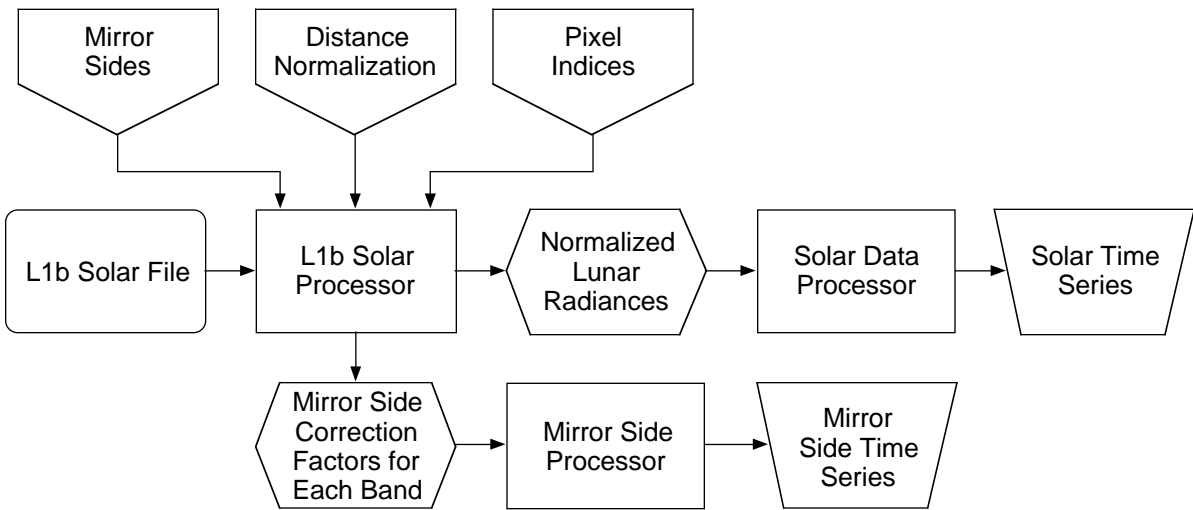 Mirror
Sides
Distance
Normalization
Pixel
Indices
L1b Solar File
L1b Solar
Processor
Normalized
Lunar
Radiances
Solar Data
Processor
Solar Time
Series
Mirror Side
Correction
Factors for
Each Band
Mirror Side
Processor
Mirror
Side Time
Series